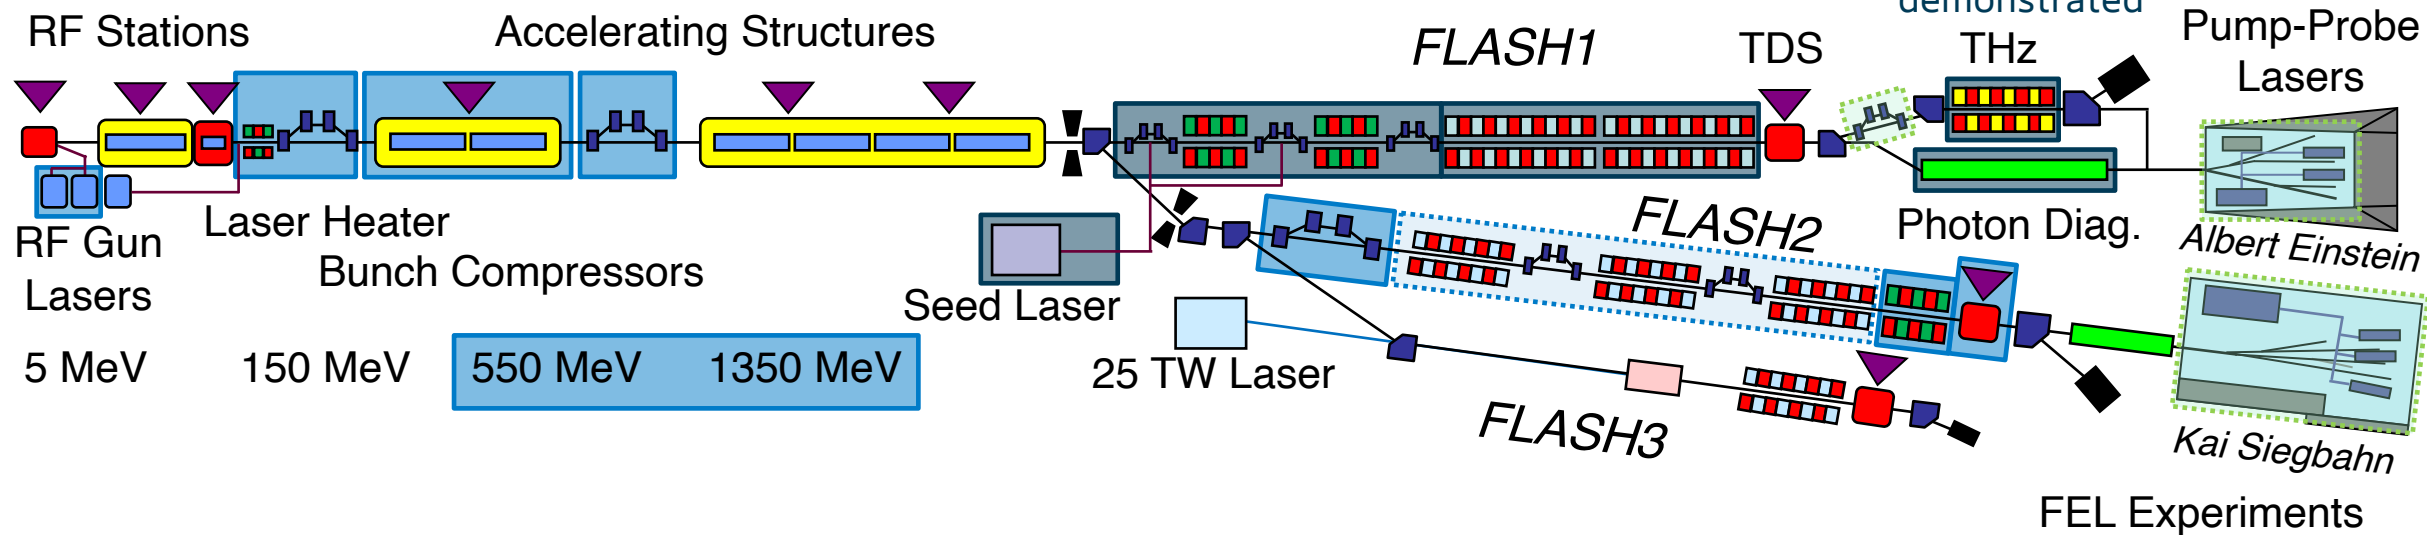 demonstrated
RF Stations
Accelerating Structures
FLASH1
TDS
THz
Pump-Probe
Lasers
RF Gun
Lasers
Laser Heater
Bunch Compressors
Seed Laser
FLASH2
Photon Diag.
Albert Einstein
5 MeV
150 MeV
550 MeV
1350 MeV
25 TW Laser
FLASH3
Kai Siegbahn
FEL Experiments